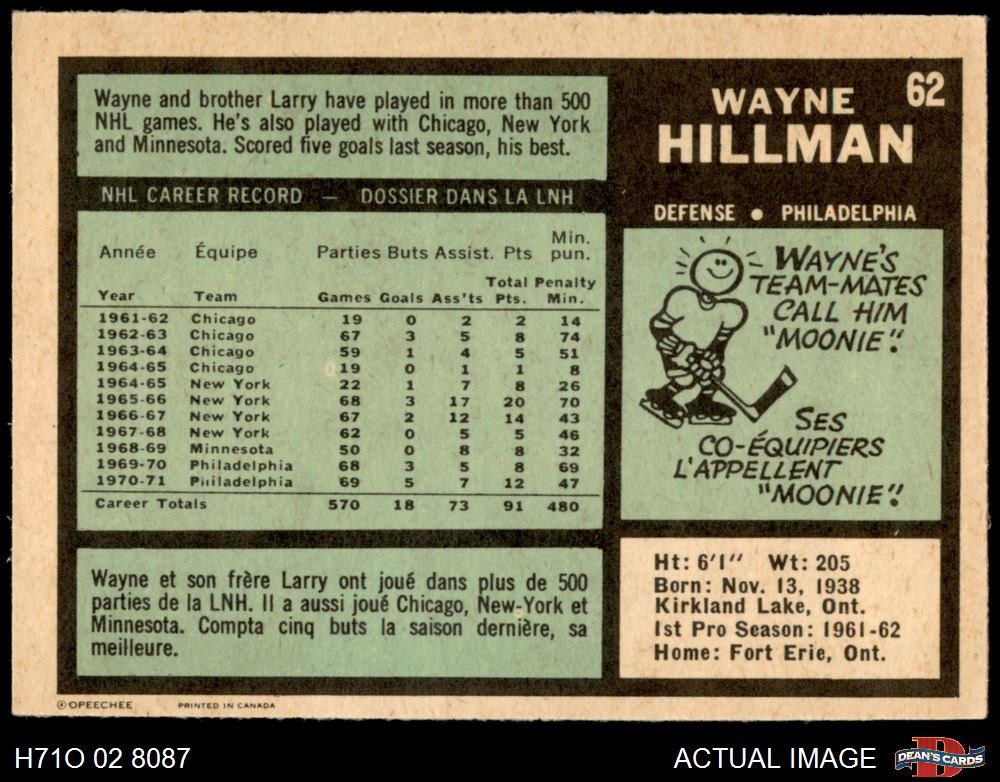 Wayne and brother Larry have played in more than 500
NHL games. He's also played with Chicago, New York
and Minnesota. Scored five goals last season, his best.
NHL CAREER RECORD — DOSSIER DANS LA LNH
Année Équipe Parties Buts Assist. Pts Min. pun.
Year Team Games Goals Ass'ts Total Pts. Penalty Min.
1961-62 Chicago 19 0 2 2 14
1962-63 Chicago 67 3 5 8 74
1963-64 Chicago 59 1 4 5 51
1964-65 Chicago 19 0 1 1 8
1964-65 New York 22 1 7 8 26
1965-66 New York 68 3 17 20 70
1966-67 New York 67 2 12 14 43
1967-68 New York 62 0 5 5 46
1968-69 Minnesota 50 0 8 8 32
1969-70 Philadelphia 68 3 5 8 69
1970-71 Philadelphia 69 5 7 12 47
Career Totals 570 18 73 91 480
Wayne et son frère Larry ont joué dans plus de 500
parties de la LNH. Il a aussi joué Chicago, New-York et
Minnesota. Compta cinq buts la saison dernière, sa
meilleure.
62
WAYNE
HILLMAN
DEFENSE • PHILADELPHIA
WAYNE'S
TEAM-MATES
CALL HIM
"MOONIE"!
SES
CO-ÉQUIPIERS
L'APPELLENT
"MOONIE"!
Ht: 6'1'' Wt: 205
Born: Nov. 13, 1938
Kirkland Lake, Ont.
1st Pro Season: 1961-62
Home: Fort Erie, Ont.
© OPEECHEE PRINTED IN CANADA
H71O 02 8087
ACTUAL IMAGE
D
DEAN'S CARDS